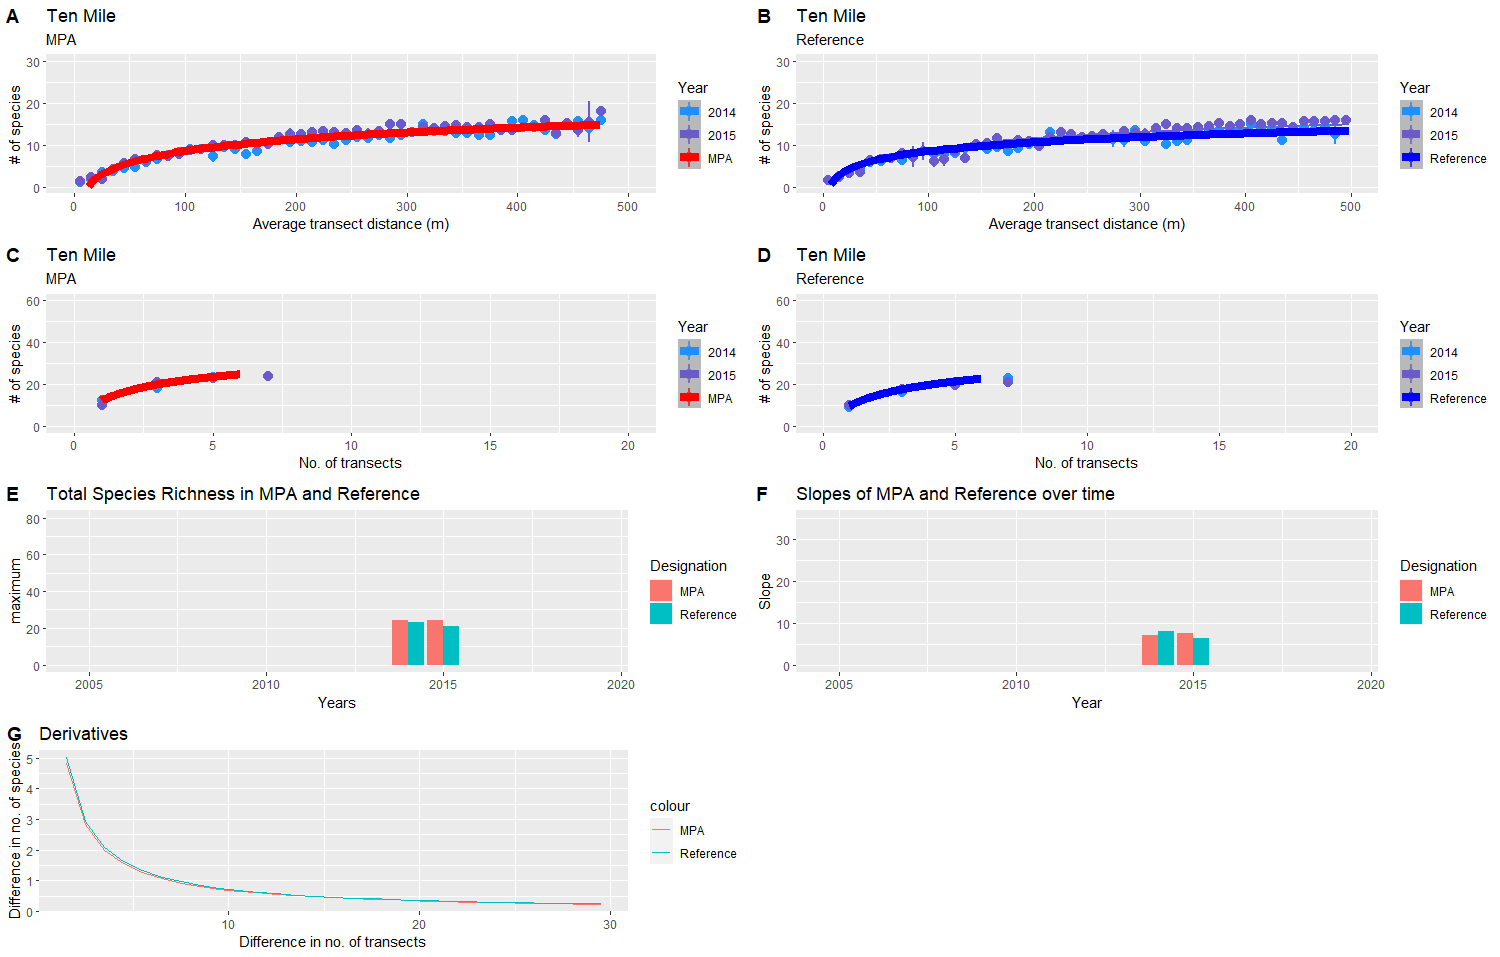 A Ten Mile
MPA
# of species
30
20
10
0
0 100 200 300 400 500
Average transect distance (m)
Year
2014
2015
MPA
B Ten Mile
Reference
# of species
30
20
10
0
0 100 200 300 400 500
Average transect distance (m)
Year
2014
2015
Reference
C Ten Mile
MPA
# of species
60
40
20
0
0 5 10 15 20
No. of transects
Year
2014
2015
MPA
D Ten Mile
Reference
# of species
60
40
20
0
0 5 10 15 20
No. of transects
Year
2014
2015
Reference
E Total Species Richness in MPA and Reference
maximum
80
60
40
20
0
2005 2010 2015 2020
Years
Designation
MPA
Reference
F Slopes of MPA and Reference over time
Slope
30
20
10
0
2005 2010 2015 2020
Year
Designation
MPA
Reference
G Derivatives
Difference in no. of species
5
4
3
2
1
0
10 20 30
Difference in no. of transects
colour
MPA
Reference